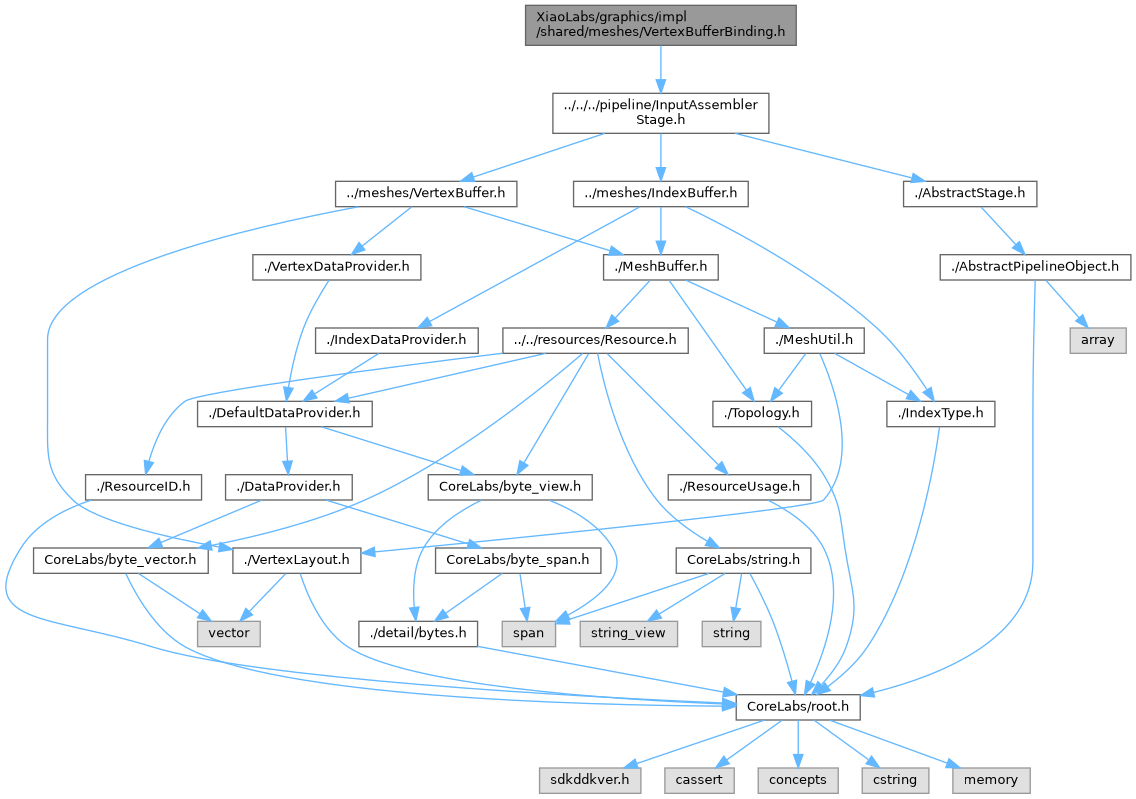 XiaoLabs/graphics/impl
/shared/meshes/VertexBufferBinding.h
../../../pipeline/InputAssembler
Stage.h
../meshes/VertexBuffer.h
../meshes/IndexBuffer.h
./AbstractStage.h
./VertexDataProvider.h
./MeshBuffer.h
./AbstractPipelineObject.h
./IndexDataProvider.h
../../resources/Resource.h
./MeshUtil.h
array
./DefaultDataProvider.h
./Topology.h
./IndexType.h
./ResourceID.h
./DataProvider.h
CoreLabs/byte_view.h
./ResourceUsage.h
CoreLabs/byte_vector.h
./VertexLayout.h
CoreLabs/byte_span.h
CoreLabs/string.h
vector
./detail/bytes.h
span
string_view
string
CoreLabs/root.h
sdkddkver.h
cassert
concepts
cstring
memory